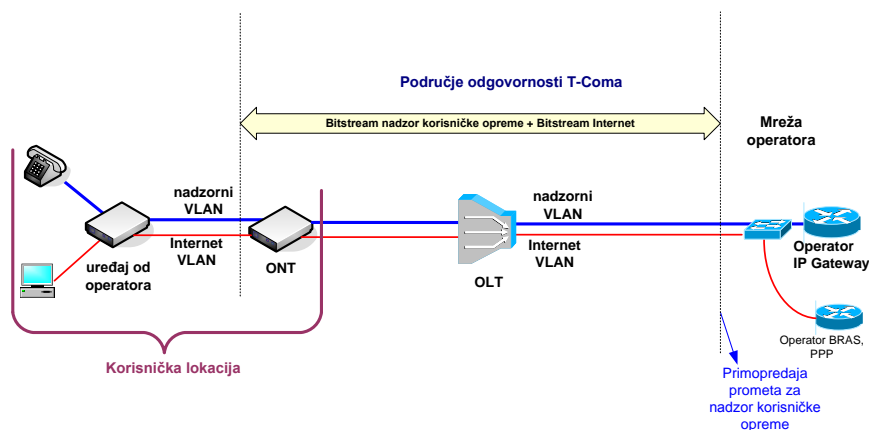 Područje odgovornosti T-Coma
Bitstream nadzor korisničke opreme + Bitstream Internet
Mreža
operatora
nadzorni
VLAN
Internet
VLAN
uređaj od
operatora
ONT
nadzorni
VLAN
Internet
VLAN
OLT
Operator
IP Gateway
Operator BRAS,
PPP
Korisnička lokacija
Primopredaja
prometa za
nadzor korisničke
opreme